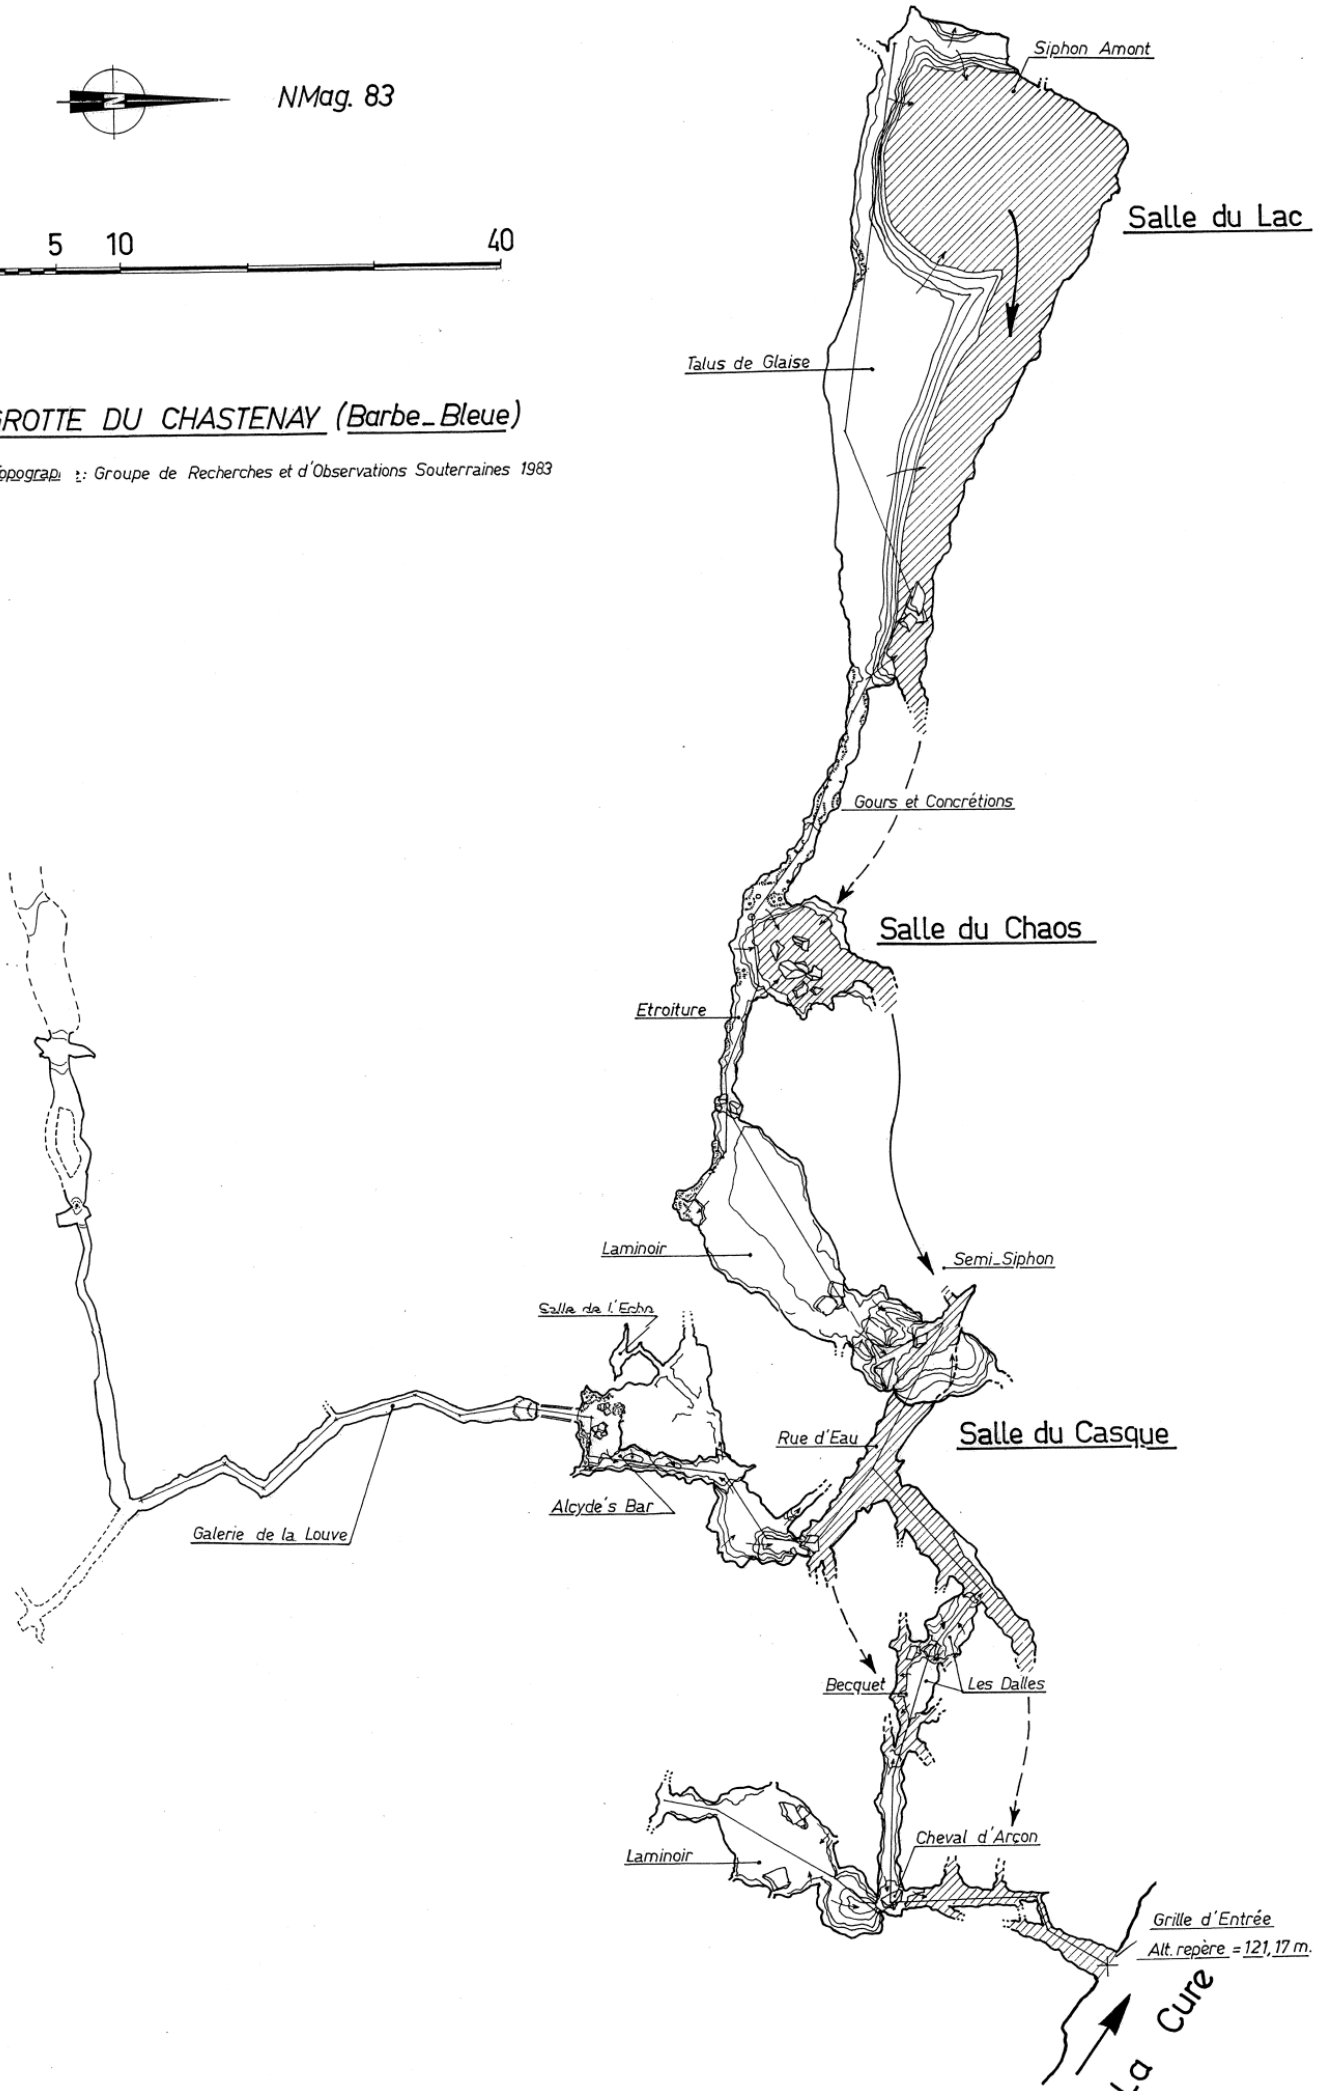 N
NMag. 83
Siphon Amont
Salle du Lac
5 10 40
Talus de Glaise
GROTTE DU CHASTENAY (Barbe_Bleue)
: Groupe de Recherches et d'Observations Souterraines 1983
Gours et Concrétions
Salle du Chaos
Etroiture
Laminoir
Semi_Siphon
Salle de l'Echo
Rue d'Eau
Salle du Casque
Alcyde's Bar
Galerie de la Louve
Becquet
Les Dalles
Cheval d'Arçon
Laminoir
Grille d'Entrée
Alt. repère = 121,17 m.
La Cure